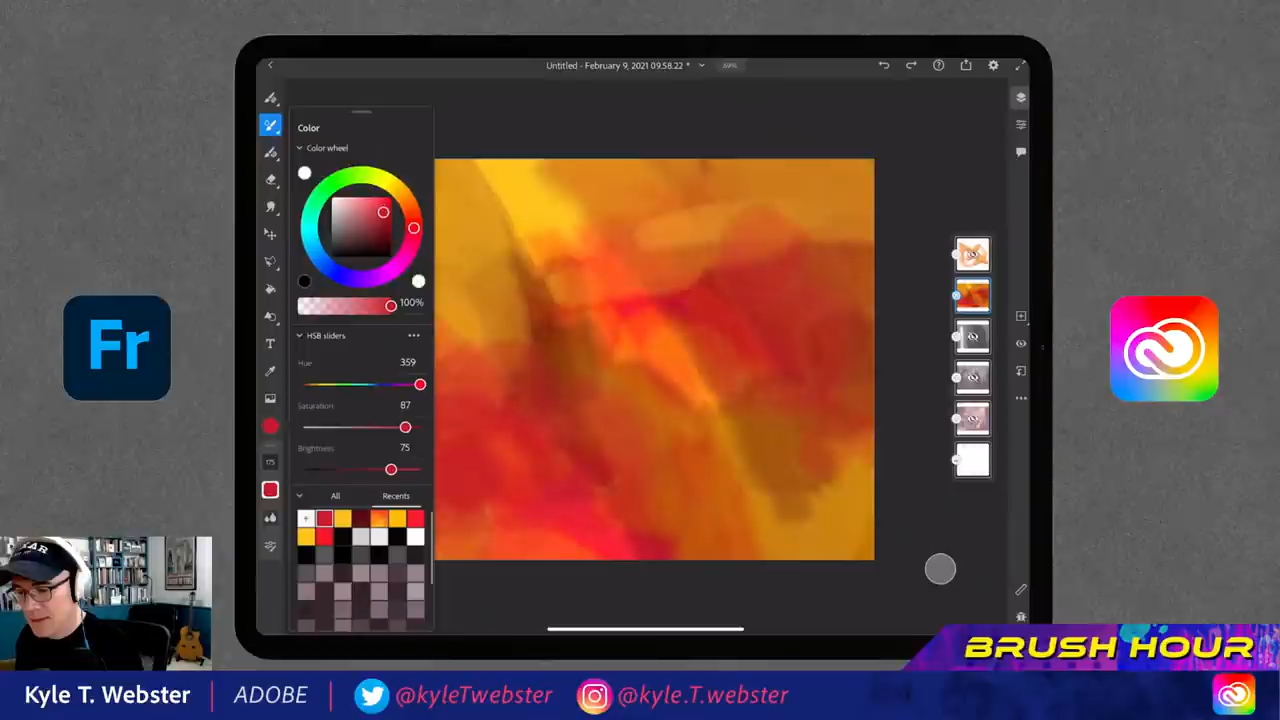 Untitled - February 9, 2021 09.58.22 *
Color
Color wheel
100%
HSB sliders
Hue 359
Saturation 87
Brightness 75
All Recents
T
175
Fr
BRUSH HOUR
Kyle T. Webster | ADOBE | @kyleTwebster @kyle.T.webster